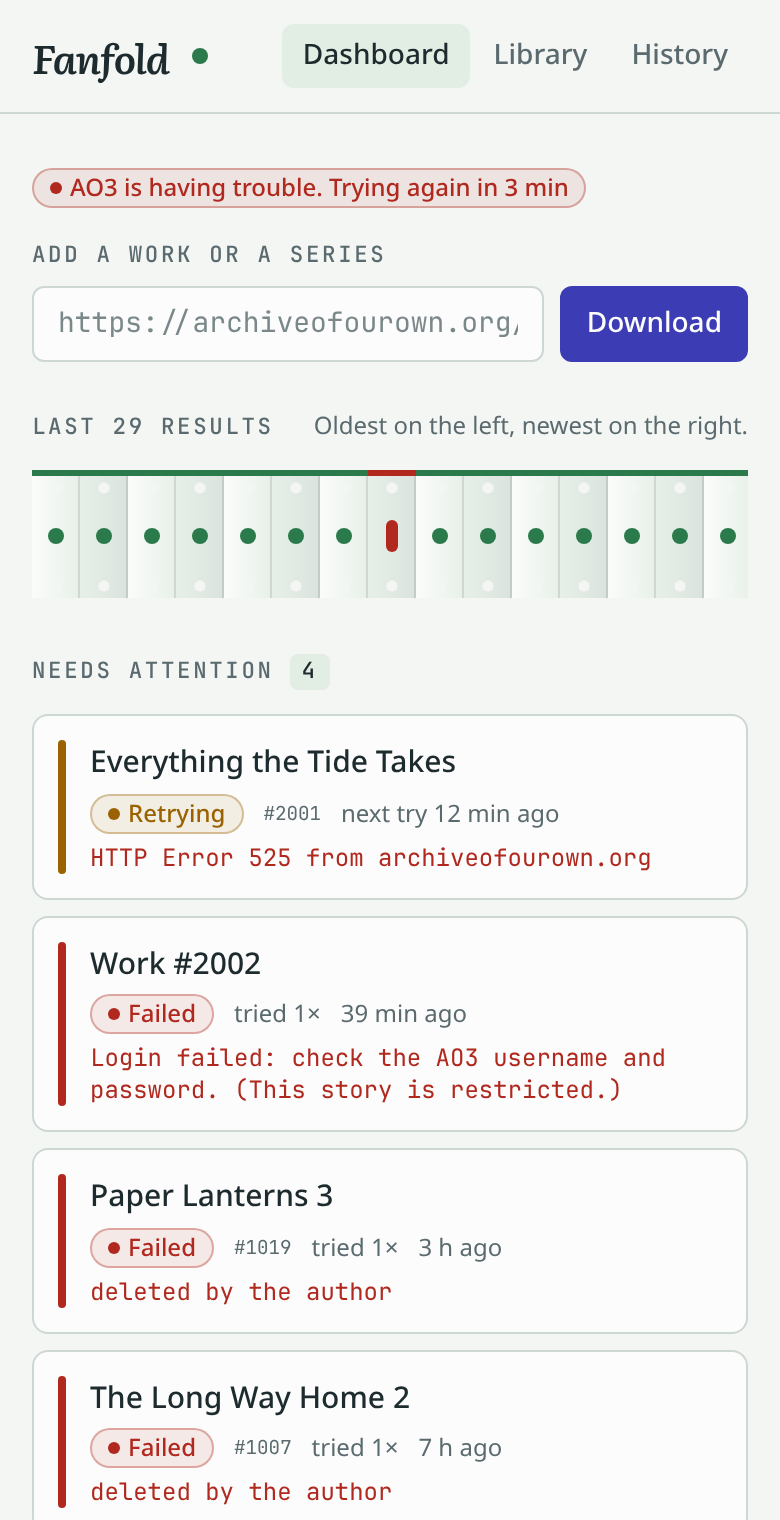 Fanfold
Dashboard Library History
AO3 is having trouble. Trying again in 3 min
ADD A WORK OR A SERIES
https://archiveofourown.org/
Download
LAST 29 RESULTS
Oldest on the left, newest on the right.
NEEDS ATTENTION 4
Everything the Tide Takes
Retrying #2001 next try 12 min ago
HTTP Error 525 from archiveofourown.org
Work #2002
Failed tried 1× 39 min ago
Login failed: check the AO3 username and
password. (This story is restricted.)
Paper Lanterns 3
Failed #1019 tried 1× 3 h ago
deleted by the author
The Long Way Home 2
Failed #1007 tried 1× 7 h ago
deleted by the author